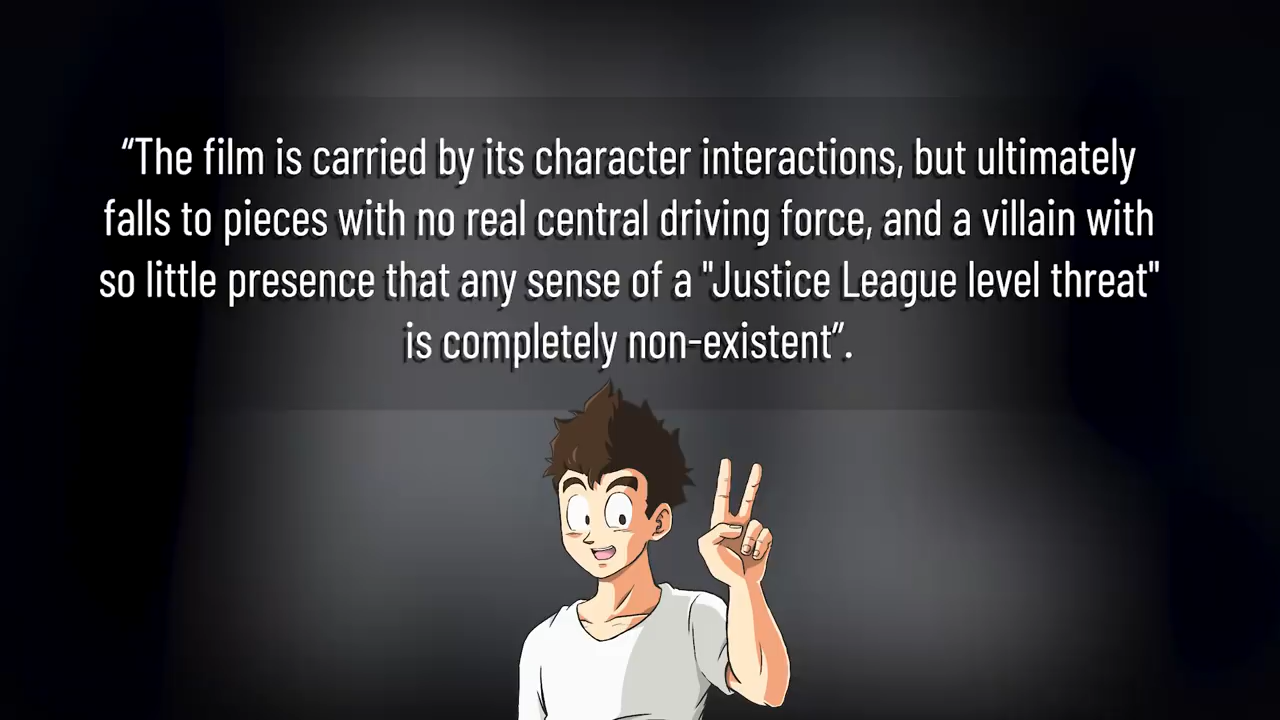 “The film is carried by its character interactions, but ultimately
falls to pieces with no real central driving force, and a villain with
so little presence that any sense of a "Justice League level threat"
is completely non-existent”.